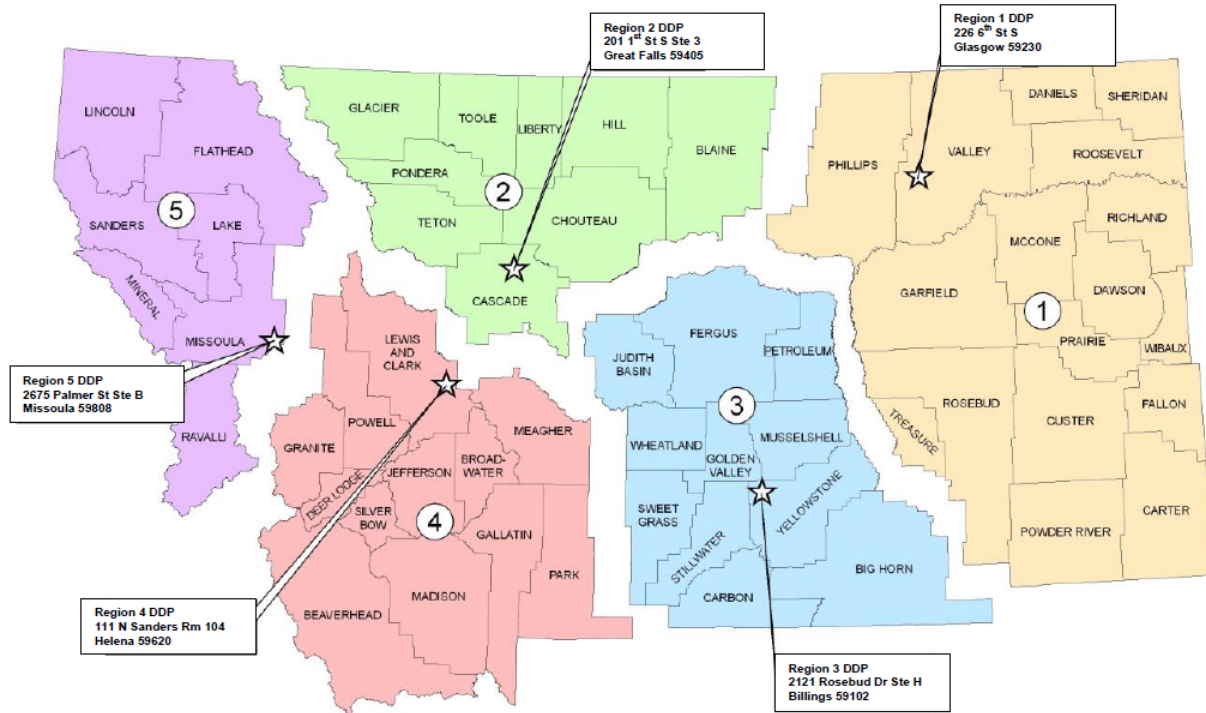 Region 2 DDP
201 1st St S Ste 3
Great Falls 59405
Region 1 DDP
226 6th St S
Glasgow 59230
LINCOLN
FLATHEAD
SANDERS
5
LAKE
MINERAL
MISSOULA
RAVALLI
Region 5 DDP
2675 Palmer St Ste B
Missoula 59808
GLACIER
TOOLE
LIBERTY
HILL
BLAINE
PONDERA
2
TETON
CHOUTEAU
CASCADE
DANIELS
SHERIDAN
PHILLIPS
VALLEY
ROOSEVELT
RICHLAND
MCCONE
GARFIELD
DAWSON
1
PRAIRIE
WIBAUX
ROSEBUD
TREASURE
CUSTER
FALLON
POWDER RIVER
CARTER
LEWIS
AND
CLARK
POWELL
GRANITE
MEAGHER
BROAD-
WATER
JEFFERSON
DEER LODGE
SILVER
BOW
4
GALLATIN
PARK
MADISON
BEAVERHEAD
Region 4 DDP
111 N Sanders Rm 104
Helena 59620
FERGUS
JUDITH
BASIN
PETROLEUM
3
WHEATLAND
GOLDEN
VALLEY
MUSSELSHELL
SWEET
GRASS
STILLWATER
YELLOWSTONE
CARBON
BIG HORN
Region 3 DDP
2121 Rosebud Dr Ste H
Billings 59102